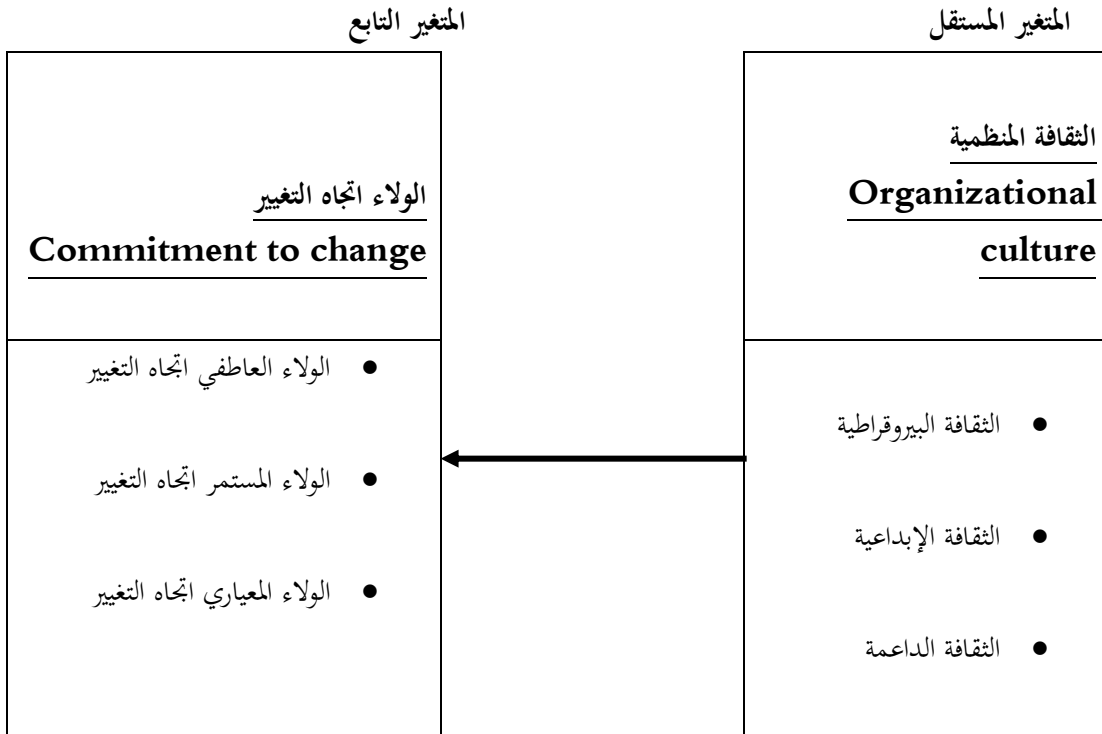 المتغير المستقل
المتغير التابع
الثقافة المنظمية
Organizational
culture
الثقافة البيروقراطية
الثقافة الإبداعية
الثقافة الداعمة
الولاء اتجاه التغيير
Commitment to change
الولاء العاطفي اتجاه التغيير
الولاء المستمر اتجاه التغيير
الولاء المعياري اتجاه التغيير